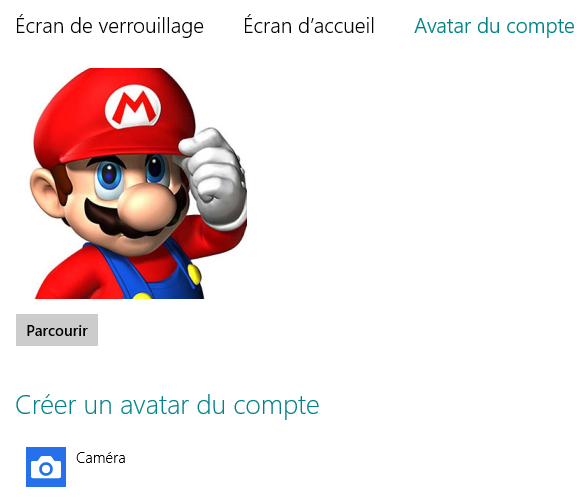 Écran de verrouillage Écran d’accueil Avatar du compte
M
Parcourir
Créer un avatar du compte
Caméra